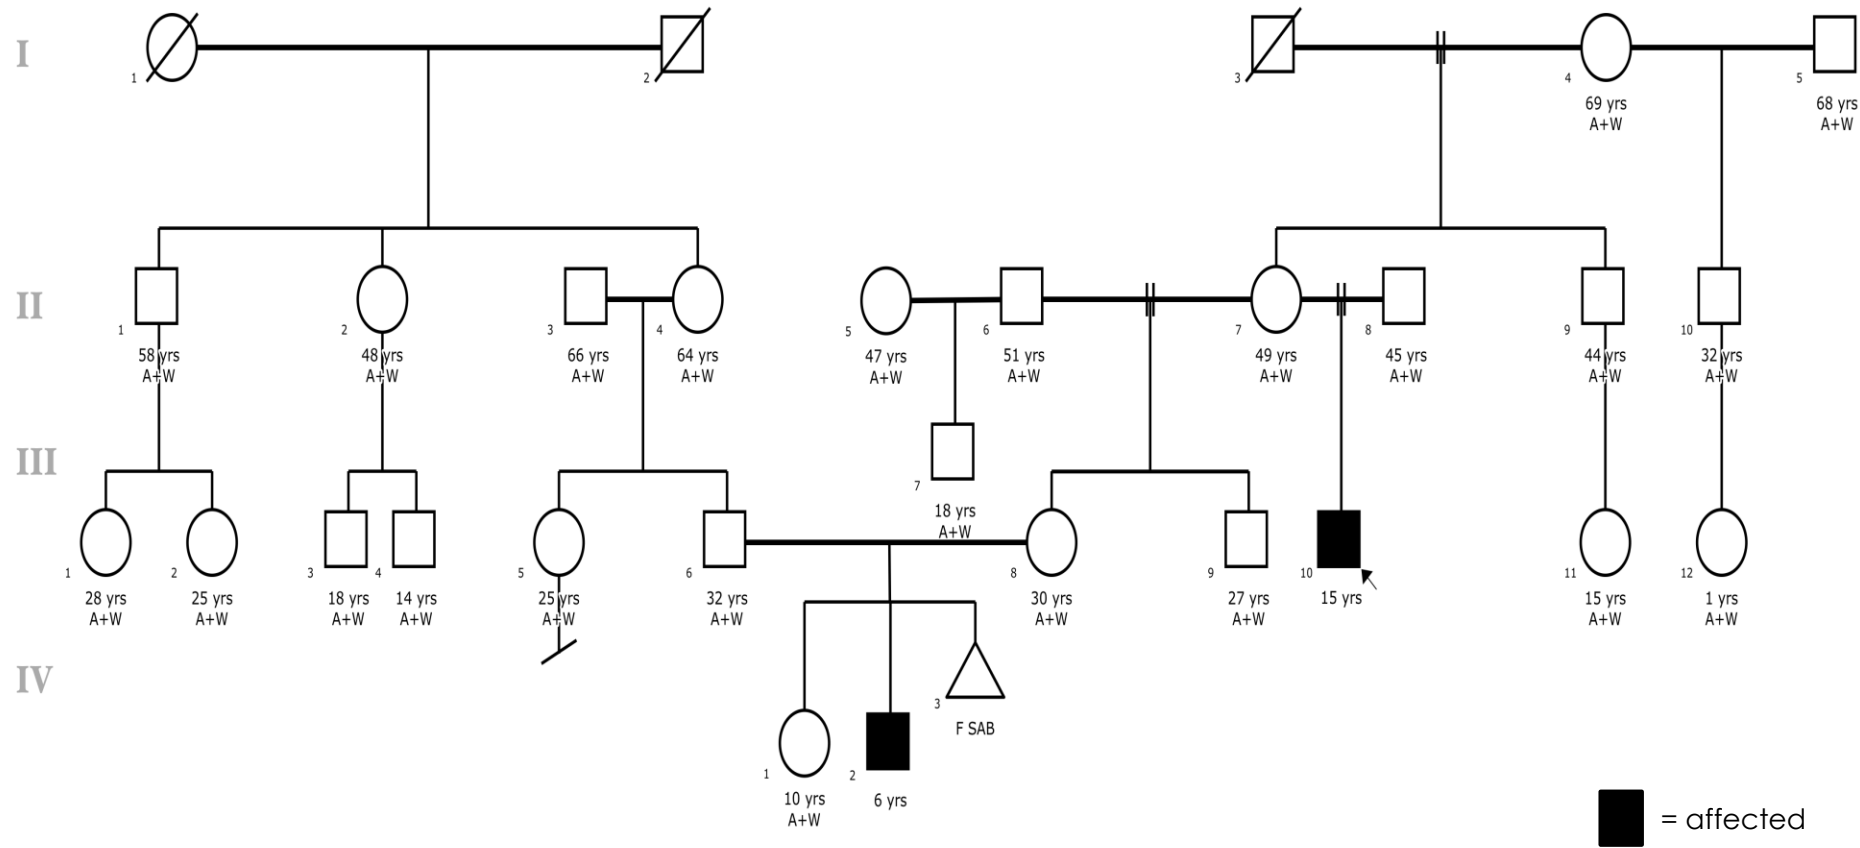 I
1
2
3
4
5
69 yrs
A+W
68 yrs
A+W
II
1
2
3
4
5
6
7
8
9
10
58 yrs
A+W
48 yrs
A+W
66 yrs
A+W
64 yrs
A+W
47 yrs
A+W
51 yrs
A+W
49 yrs
A+W
45 yrs
A+W
44 yrs
A+W
32 yrs
A+W
III
7
18 yrs
A+W
1
2
3
4
5
6
8
9
10
11
12
28 yrs
A+W
25 yrs
A+W
18 yrs
A+W
14 yrs
A+W
25 yrs
A+W
32 yrs
A+W
30 yrs
A+W
27 yrs
A+W
15 yrs
15 yrs
A+W
1 yrs
A+W
IV
3
F SAB
1
2
10 yrs
A+W
6 yrs
= affected